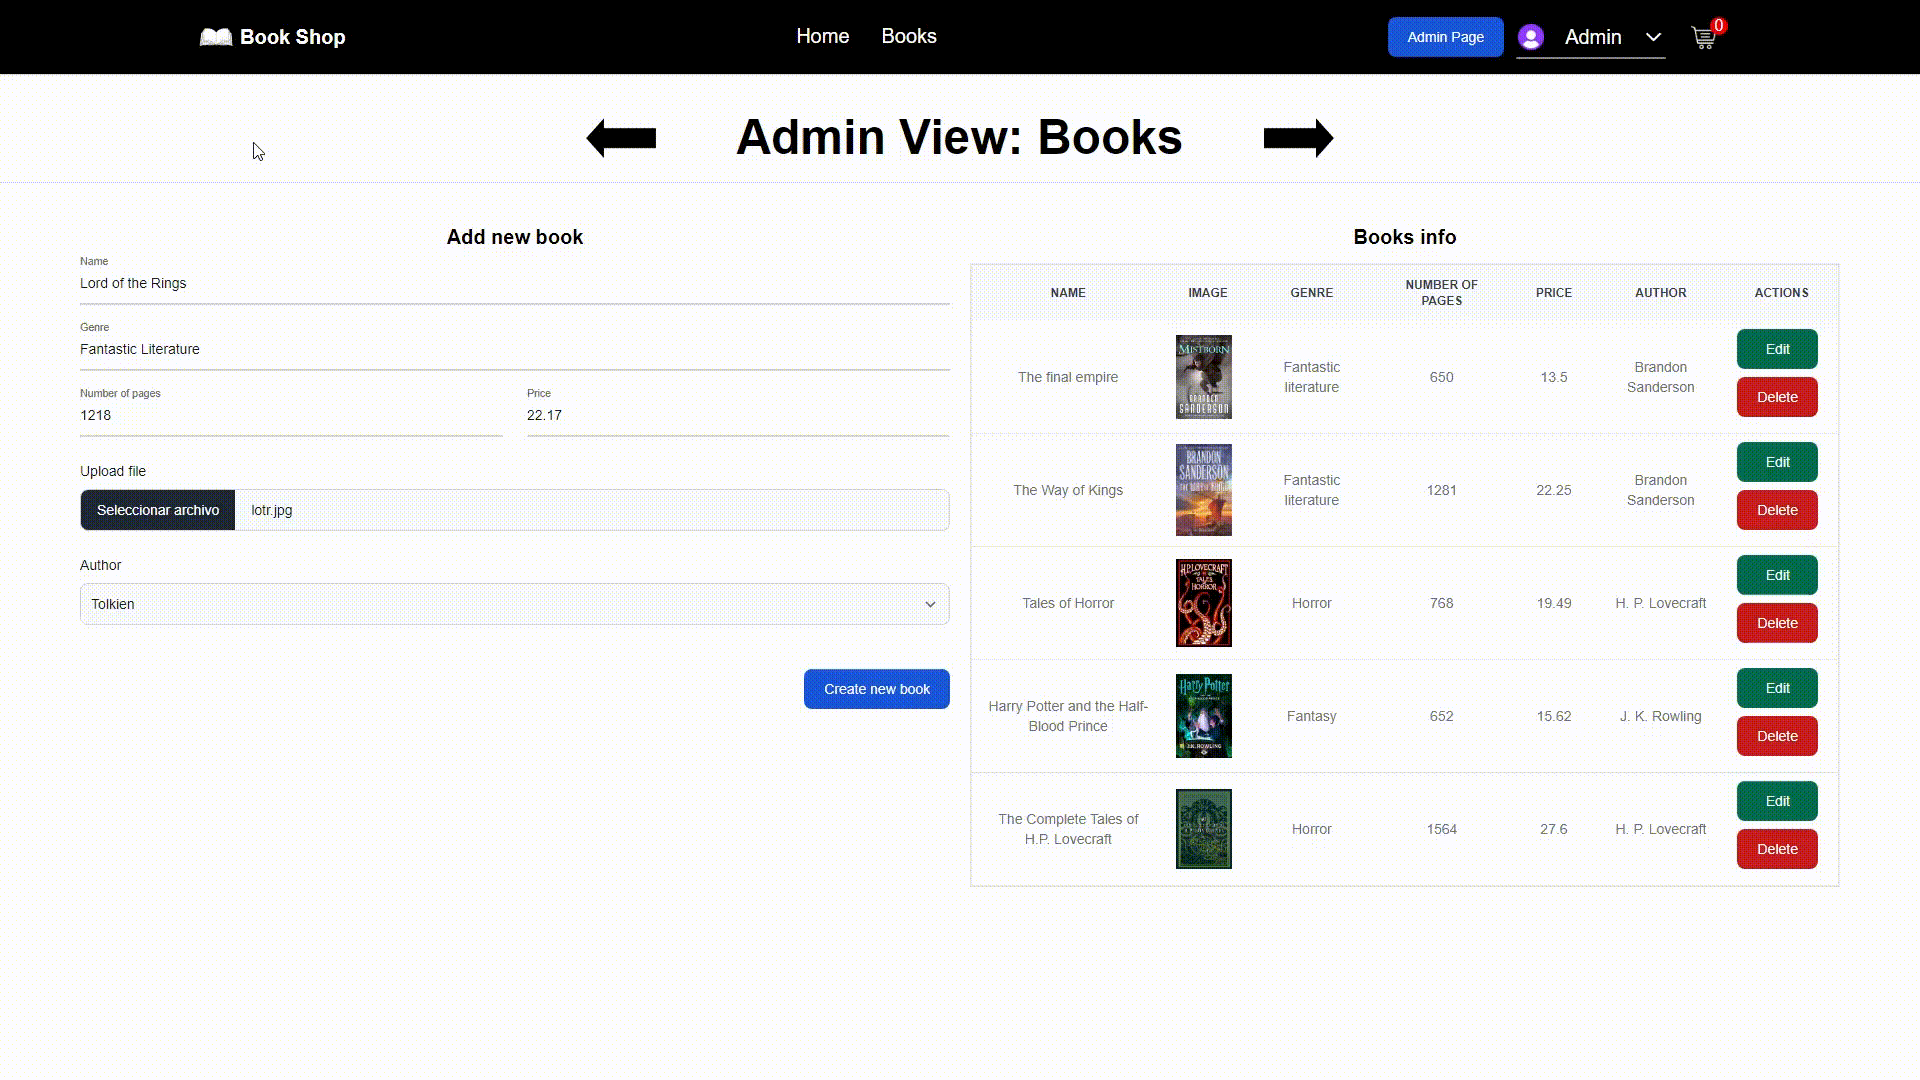 Book Shop
Home
Books
Admin Page
Admin
0
Admin View: Books
Add new book
Name
Lord of the Rings
Genre
Fantastic Literature
Number of pages
Price
1218
22.17
Upload file
Seleccionar archivo
lotr.jpg
Author
Tolkien
Create new book
Books info
NAME
IMAGE
GENRE
NUMBER OF
PAGES
PRICE
AUTHOR
ACTIONS
The final empire
MISTBORN
BRANDON
SANDERSON
Fantastic
literature
650
13.5
Brandon
Sanderson
Edit
Delete
The Way of Kings
BRANDON
SANDERSON
Fantastic
literature
1281
22.25
Brandon
Sanderson
Edit
Delete
Tales of Horror
H.P. LOVECRAFT
TALES
HORROR
Horror
768
19.49
H. P. Lovecraft
Edit
Delete
Harry Potter and the Half-
Blood Prince
Harry Potter
J.K. ROWLING
Fantasy
652
15.62
J. K. Rowling
Edit
Delete
The Complete Tales of
H.P. Lovecraft
Horror
1564
27.6
H. P. Lovecraft
Edit
Delete